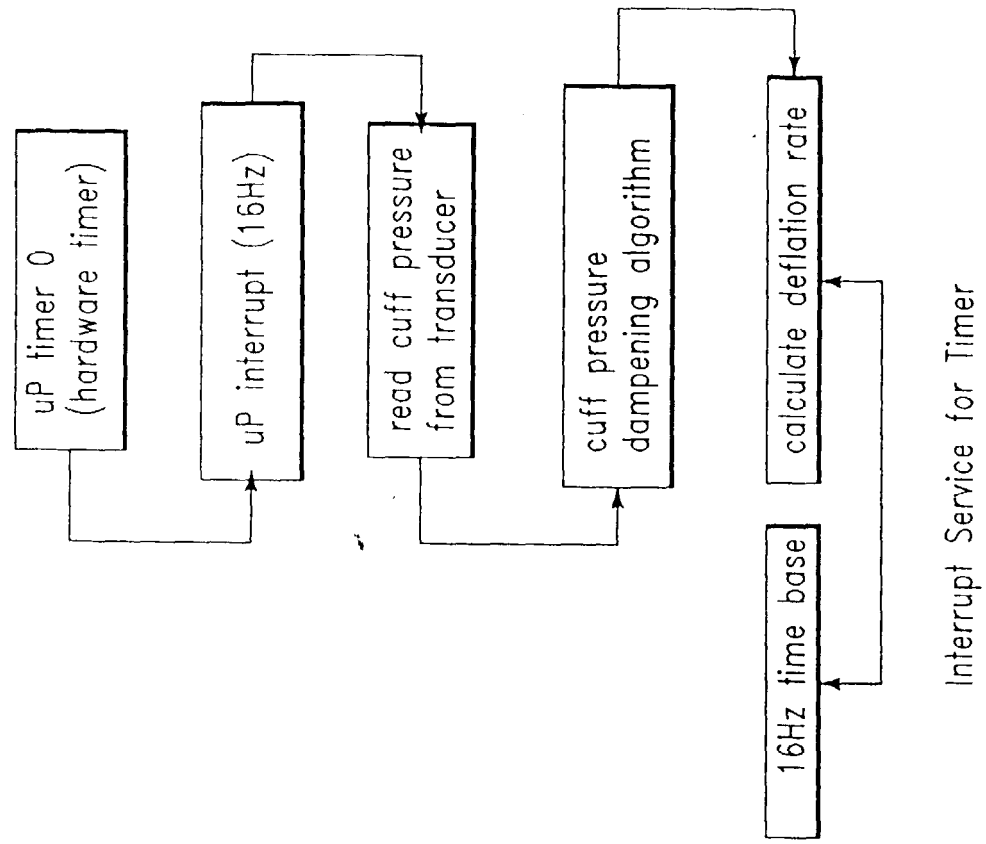 uP timer 0
(hardware timer)
uP interrupt (16Hz)
read cuff pressure
from transducer
cuff pressure
dampening algorithm
calculate deflation rate
16Hz time base
Interrupt Service for Timer